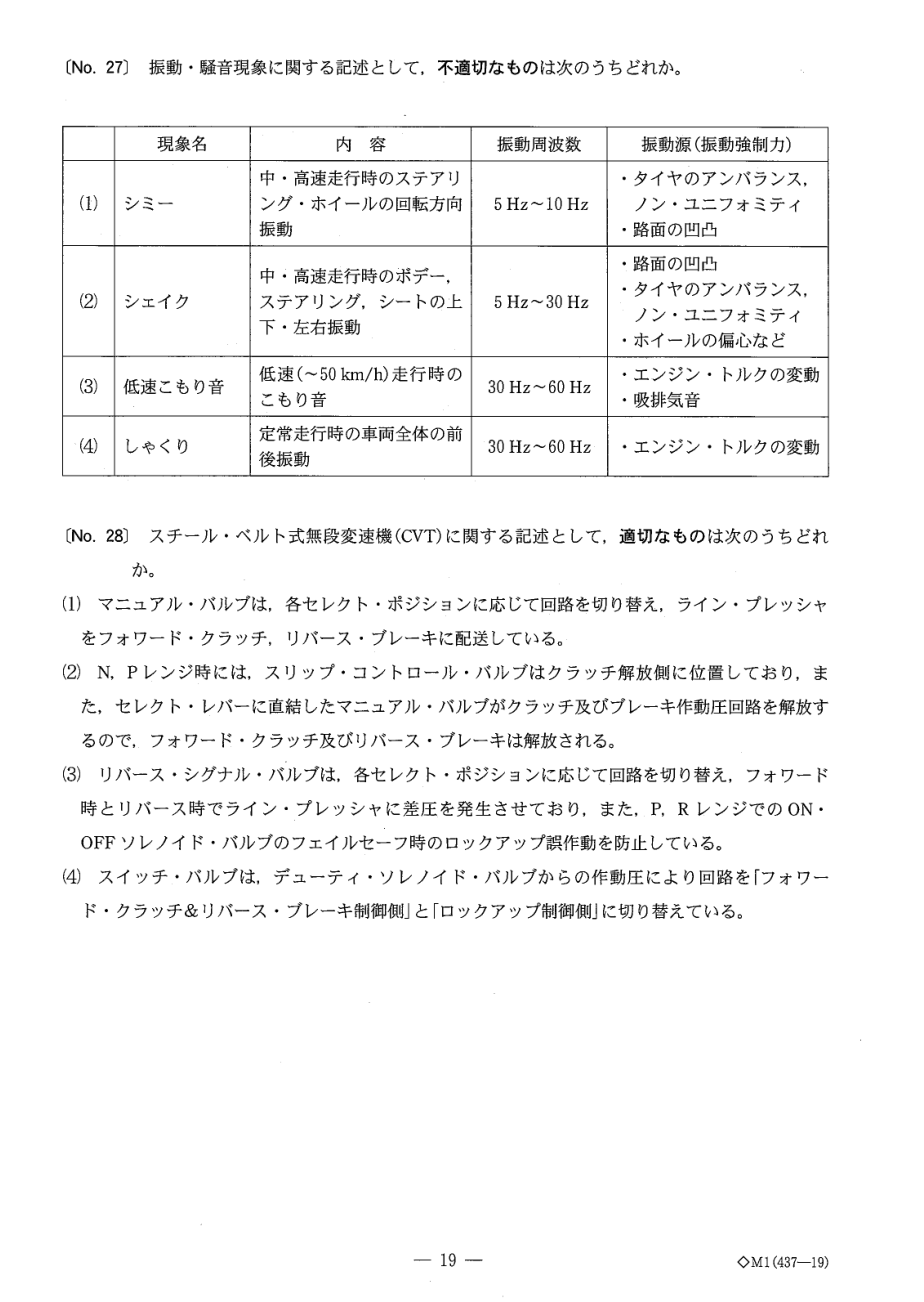 〔No. 27〕 振動・騒音現象に関する記述として，不適切なものは次のうちどれか。
現象名 内 容 振動周波数 振動源(振動強制力)
(1) シミー 中・高速走行時のステアリング・ホイールの回転方向振動 5 Hz～10 Hz ・タイヤのアンバランス，ノン・ユニフォミティ ・路面の凹凸
(2) シェイク 中・高速走行時のボデー，ステアリング，シートの上下・左右振動 5 Hz～30 Hz ・路面の凹凸 ・タイヤのアンバランス，ノン・ユニフォミティ ・ホイールの偏心など
(3) 低速こもり音 低速(～50 km/h)走行時のこもり音 30 Hz～60 Hz ・エンジン・トルクの変動 ・吸排気音
(4) しゃくり 定常走行時の車両全体の前後振動 30 Hz～60 Hz ・エンジン・トルクの変動
〔No. 28〕 スチール・ベルト式無段変速機(CVT)に関する記述として，適切なものは次のうちどれ
か。
(1) マニュアル・バルブは，各セレクト・ポジションに応じて回路を切り替え，ライン・プレッシャ
をフォワード・クラッチ，リバース・ブレーキに配送している。
(2) N，Pレンジ時には，スリップ・コントロール・バルブはクラッチ解放側に位置しており，ま
た，セレクト・レバーに直結したマニュアル・バルブがクラッチ及びブレーキ作動圧回路を解放す
るので，フォワード・クラッチ及びリバース・ブレーキは解放される。
(3) リバース・シグナル・バルブは，各セレクト・ポジションに応じて回路を切り替え，フォワード
時とリバース時でライン・プレッシャに差圧を発生させており，また，P，R レンジでの ON・
OFF ソレノイド・バルブのフェイルセーフ時のロックアップ誤作動を防止している。
(4) スイッチ・バルブは，デューティ・ソレノイド・バルブからの作動圧により回路を「フォワー
ド・クラッチ&リバース・ブレーキ制御側」と「ロックアップ制御側」に切り替えている。
— 19 —
◇M1(437—19)